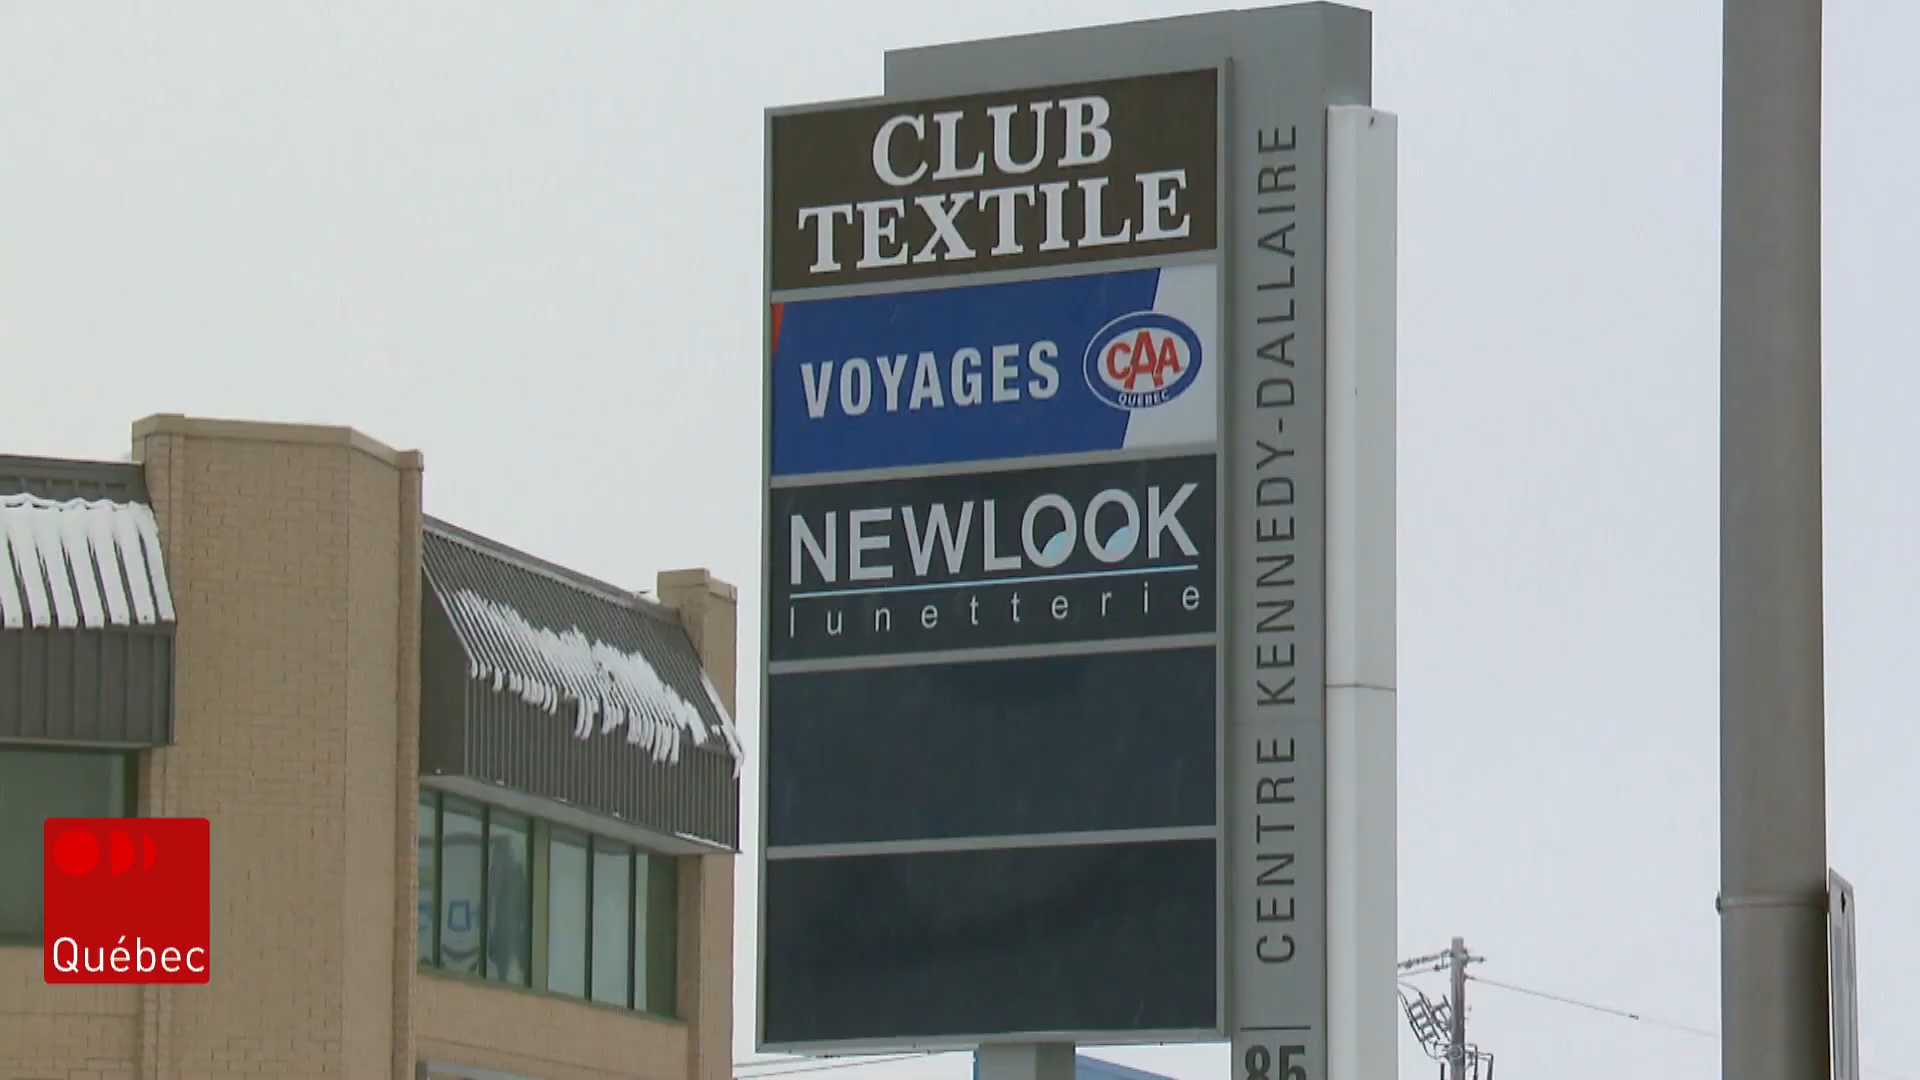 CLUB
TEXTILE
VOYAGES
CAA
QUÉBEC
NEWLOOK
lunetterie
CENTRE KENNEDY-DALLAIRE
85
Québec